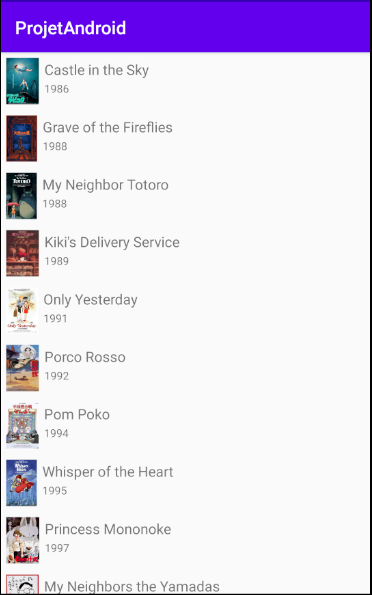 ProjetAndroid
Castle in the Sky
1986
Grave of the Fireflies
1988
My Neighbor Totoro
1988
Kiki's Delivery Service
1989
Only Yesterday
1991
Porco Rosso
1992
Pom Poko
1994
Whisper of the Heart
1995
Princess Mononoke
1997
My Neighbors the Yamadas